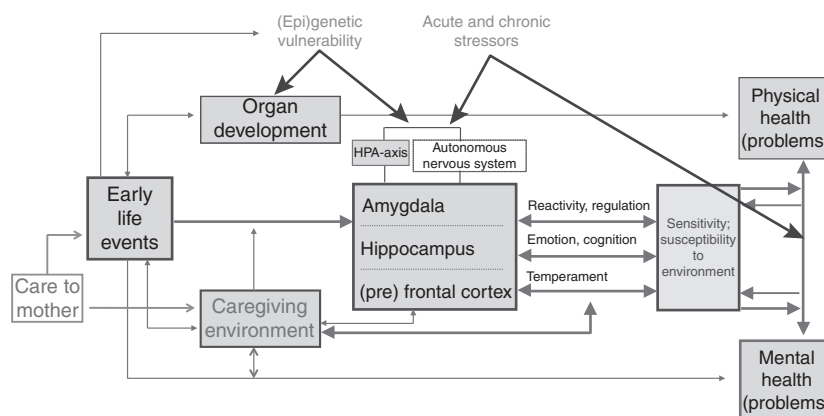 (Epi)genetic
vulnerability
Acute and chronic
stressors
Organ
development
Physical
health
(problems
HPA-axis
Autonomous
nervous system
Early
life
events
Amygdala
Hippocampus
(pre) frontal cortex
Reactivity, regulation
Emotion, cognition
Temperament
Sensitivity;
susceptibility
to
environment
Care to
mother
Caregiving
environment
Mental
health
(problems